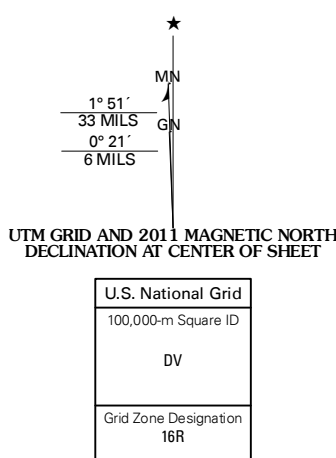 ★
MN
1° 51´
33 MILS
GN
0° 21´
6 MILS
UTM GRID AND 2011 MAGNETIC NORTH
DECLINATION AT CENTER OF SHEET
U.S. National Grid
100,000-m Square ID
DV
Grid Zone Designation
16R